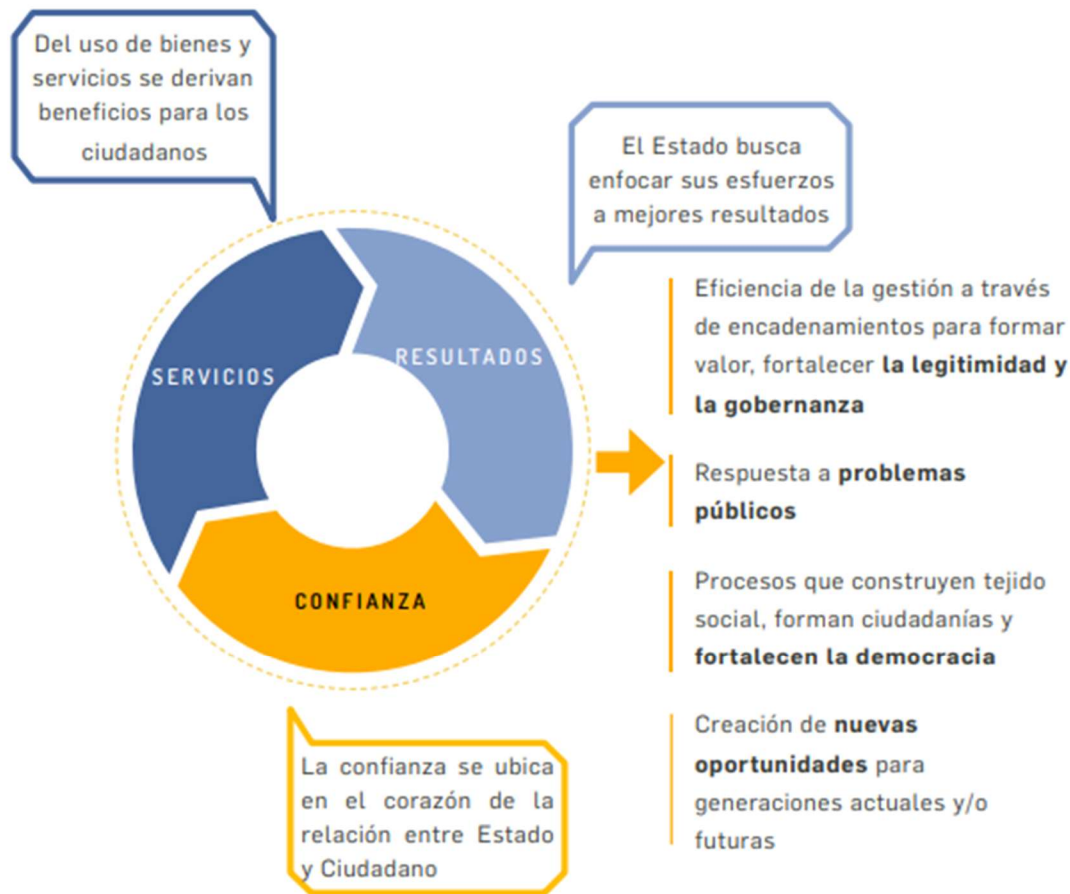 Del uso de bienes y
servicios se derivan
beneficios para los
ciudadanos
El Estado busca
enfocar sus esfuerzos
a mejores resultados
SERVICIOS
RESULTADOS
CONFIANZA
Eficiencia de la gestión a través
de encadenamientos para formar
valor, fortalecer la legitimidad y
la gobernanza
Respuesta a problemas
públicos
Procesos que construyen tejido
social, forman ciudadanías y
fortalecen la democracia
Creación de nuevas
oportunidades para
generaciones actuales y/o
futuras
La confianza se ubica
en el corazón de la
relación entre Estado
y Ciudadano